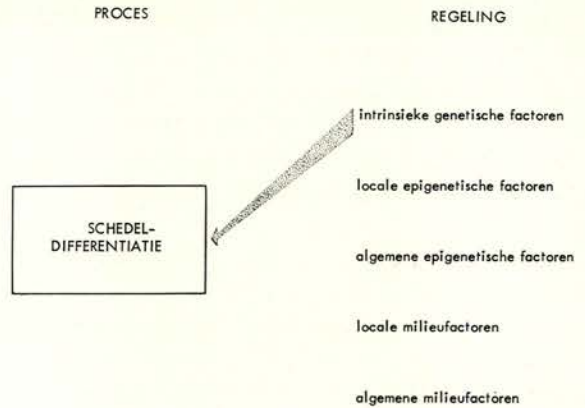 PROCES
REGELING
intrinsieke genetische factoren
locale epigenetische factoren
SCHEDEL-
DIFFERENTIATIE
algemene epigenetische factoren
locale milieufactoren
algemene milieufactoren